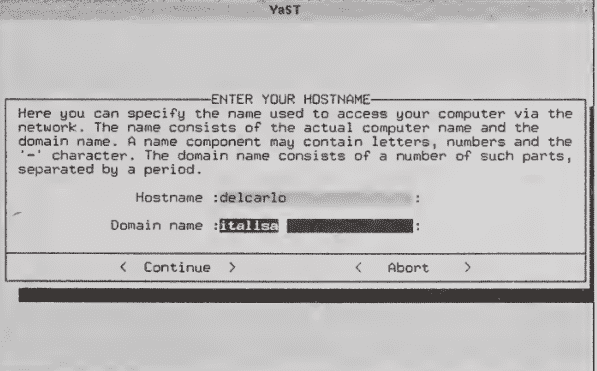 YaST
ENTER YOUR HOSTNAME
Here you can specify the name used to access your computer via the
network. The name consists of the actual computer name and the
domain name. A name component may contain letters, numbers and the
'-' character. The domain name consists of a number of such parts,
separated by a period.
Hostname :delcarlo :
Domain name :itallsa :
< Continue > < Abort >